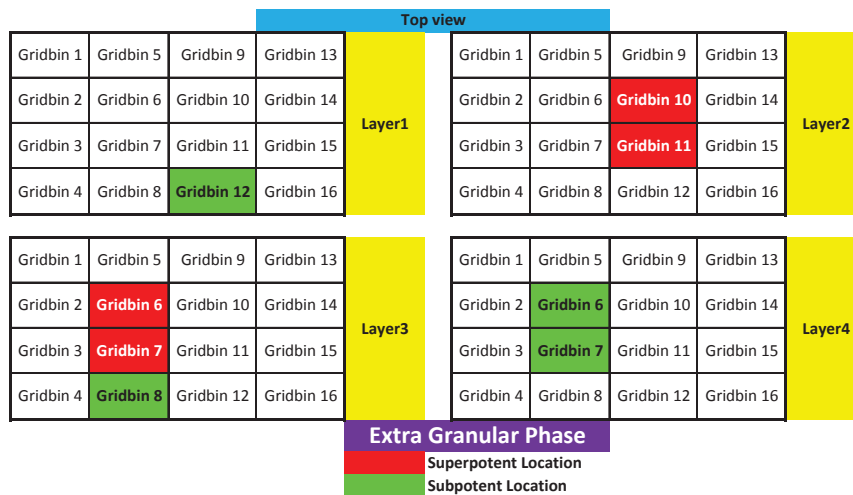 Top view
Gridbin 1 Gridbin 5 Gridbin 9 Gridbin 13
Gridbin 2 Gridbin 6 Gridbin 10 Gridbin 14
Gridbin 3 Gridbin 7 Gridbin 11 Gridbin 15
Gridbin 4 Gridbin 8 Gridbin 12 Gridbin 16
Layer1
Gridbin 1 Gridbin 5 Gridbin 9 Gridbin 13
Gridbin 2 Gridbin 6 Gridbin 10 Gridbin 14
Gridbin 3 Gridbin 7 Gridbin 11 Gridbin 15
Gridbin 4 Gridbin 8 Gridbin 12 Gridbin 16
Layer2
Gridbin 1 Gridbin 5 Gridbin 9 Gridbin 13
Gridbin 2 Gridbin 6 Gridbin 10 Gridbin 14
Gridbin 3 Gridbin 7 Gridbin 11 Gridbin 15
Gridbin 4 Gridbin 8 Gridbin 12 Gridbin 16
Layer3
Gridbin 1 Gridbin 5 Gridbin 9 Gridbin 13
Gridbin 2 Gridbin 6 Gridbin 10 Gridbin 14
Gridbin 3 Gridbin 7 Gridbin 11 Gridbin 15
Gridbin 4 Gridbin 8 Gridbin 12 Gridbin 16
Layer4
Extra Granular Phase
Superpotent Location
Subpotent Location